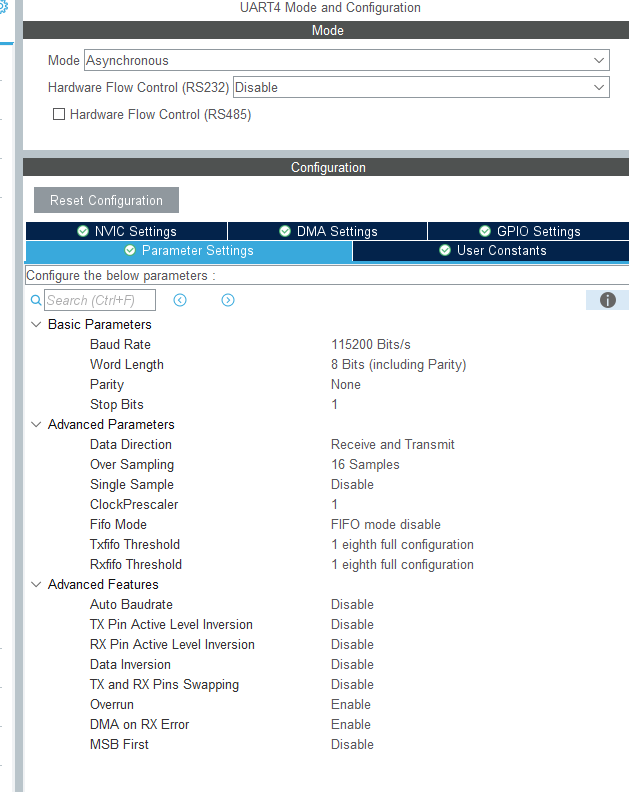 UART4 Mode and Configuration
Mode
Mode Asynchronous
Hardware Flow Control (RS232) Disable
Hardware Flow Control (RS485)
Configuration
Reset Configuration
NVIC Settings DMA Settings GPIO Settings
Parameter Settings User Constants
Configure the below parameters :
Search (Ctrl+F)
Basic Parameters
Baud Rate 115200 Bits/s
Word Length 8 Bits (including Parity)
Parity None
Stop Bits 1
Advanced Parameters
Data Direction Receive and Transmit
Over Sampling 16 Samples
Single Sample Disable
ClockPrescaler 1
Fifo Mode FIFO mode disable
Txfifo Threshold 1 eighth full configuration
Rxfifo Threshold 1 eighth full configuration
Advanced Features
Auto Baudrate Disable
TX Pin Active Level Inversion Disable
RX Pin Active Level Inversion Disable
Data Inversion Disable
TX and RX Pins Swapping Disable
Overrun Enable
DMA on RX Error Enable
MSB First Disable